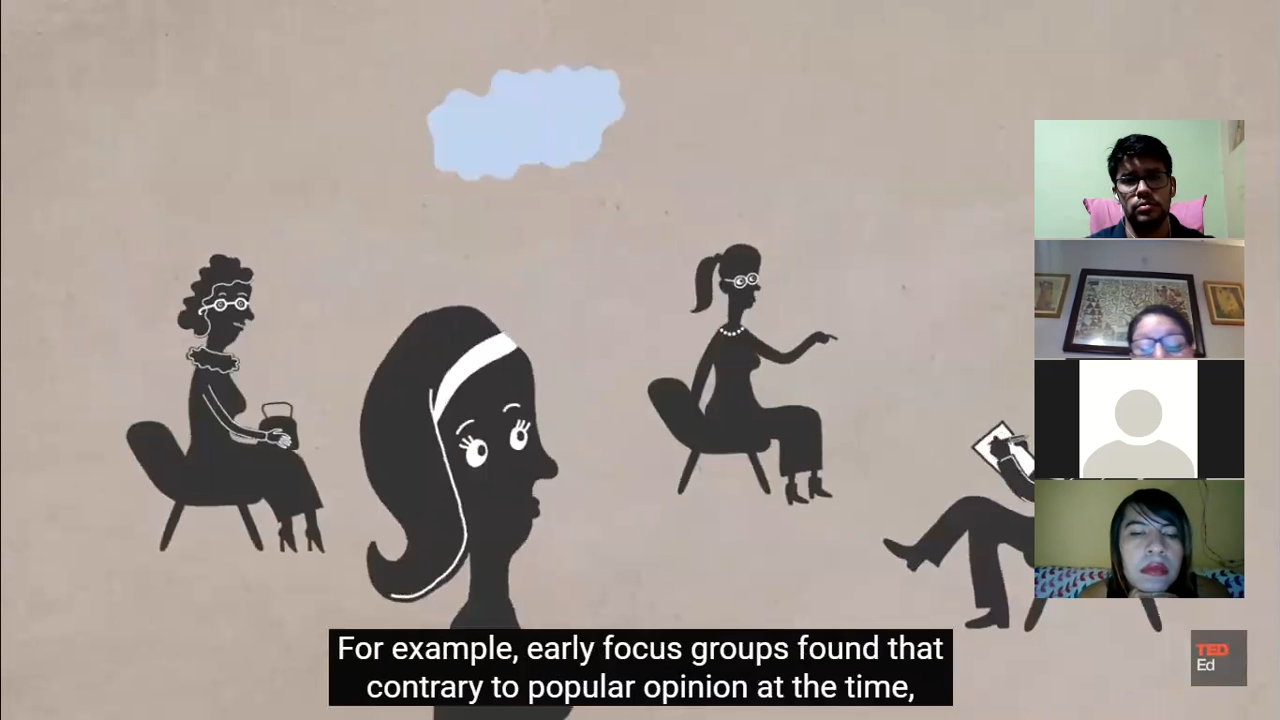 For example, early focus groups found that
contrary to popular opinion at the time,
TED
Ed